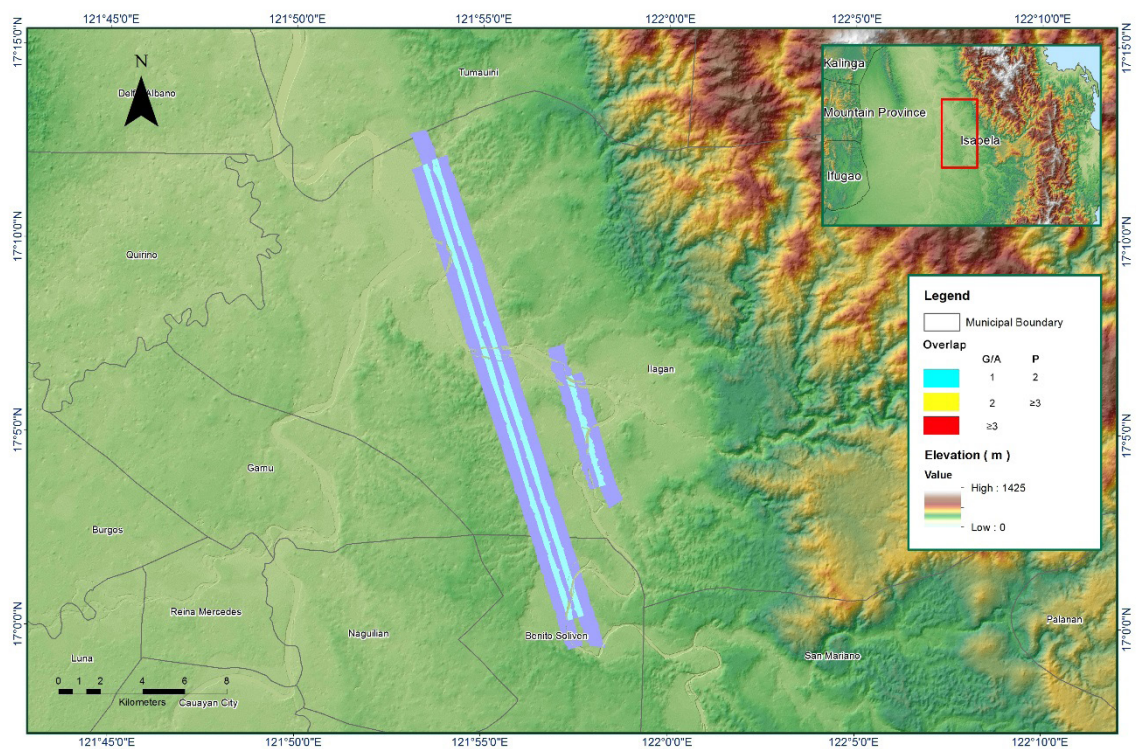 121°45'0"E 121°50'0"E 121°55'0"E 122°0'0"E 122°5'0"E 122°10'0"E
17°15'0"N
17°15'0"N
N
Delfin Albano
Tumauini
Kalinga
Mountain Province
Isabela
Ifugao
17°10'0"N
17°10'0"N
Quirino
Legend
Municipal Boundary
Overlap
G/A P
1 2
2 ≥3
≥3
Elevation ( m )
Value
High : 1425
Low : 0
Ilagan
17°5'0"N
17°5'0"N
Gamu
Burgos
Reina Mercedes
17°0'0"N
17°0'0"N
Naguilian
Benito Soliven
San Mariano
Palanan
Luna
0 1 2 4 6 8
Kilometers
Cauayan City
121°45'0"E 121°50'0"E 121°55'0"E 122°0'0"E 122°5'0"E 122°10'0"E